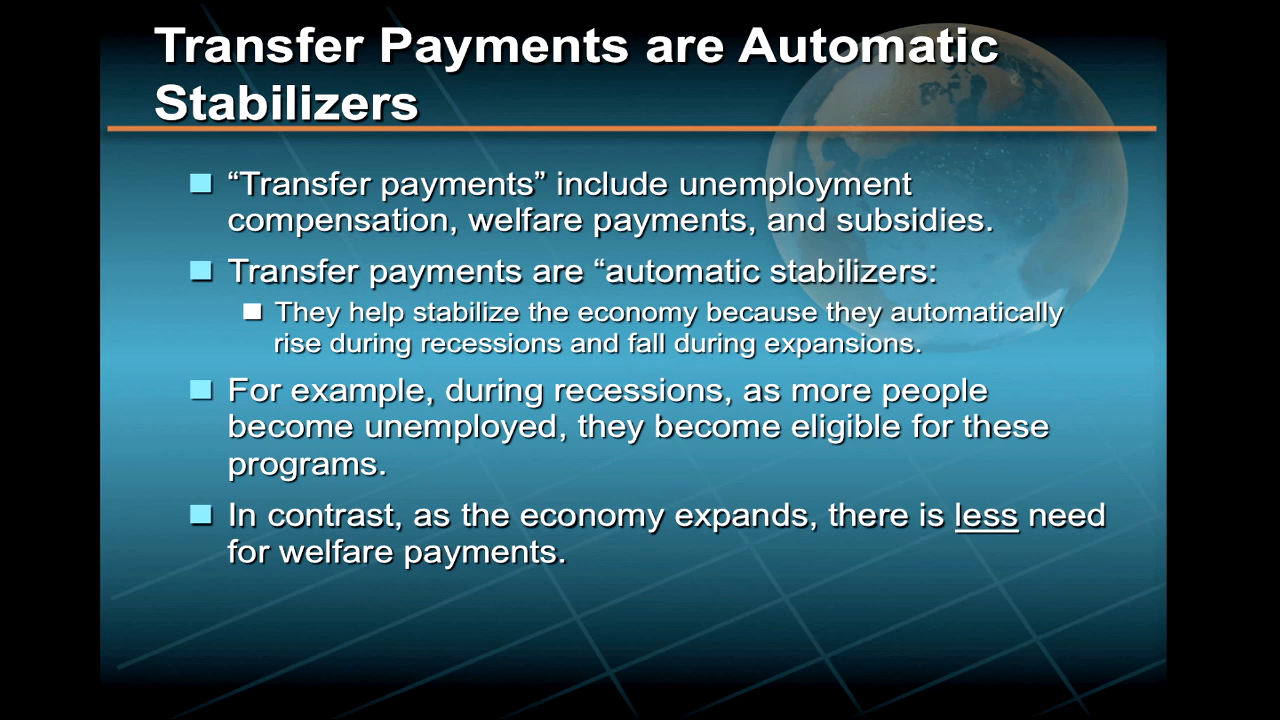 Transfer Payments are Automatic
Stabilizers
“Transfer payments” include unemployment
compensation, welfare payments, and subsidies.
Transfer payments are “automatic stabilizers:
They help stabilize the economy because they automatically
rise during recessions and fall during expansions.
For example, during recessions, as more people
become unemployed, they become eligible for these
programs.
In contrast, as the economy expands, there is less need
for welfare payments.